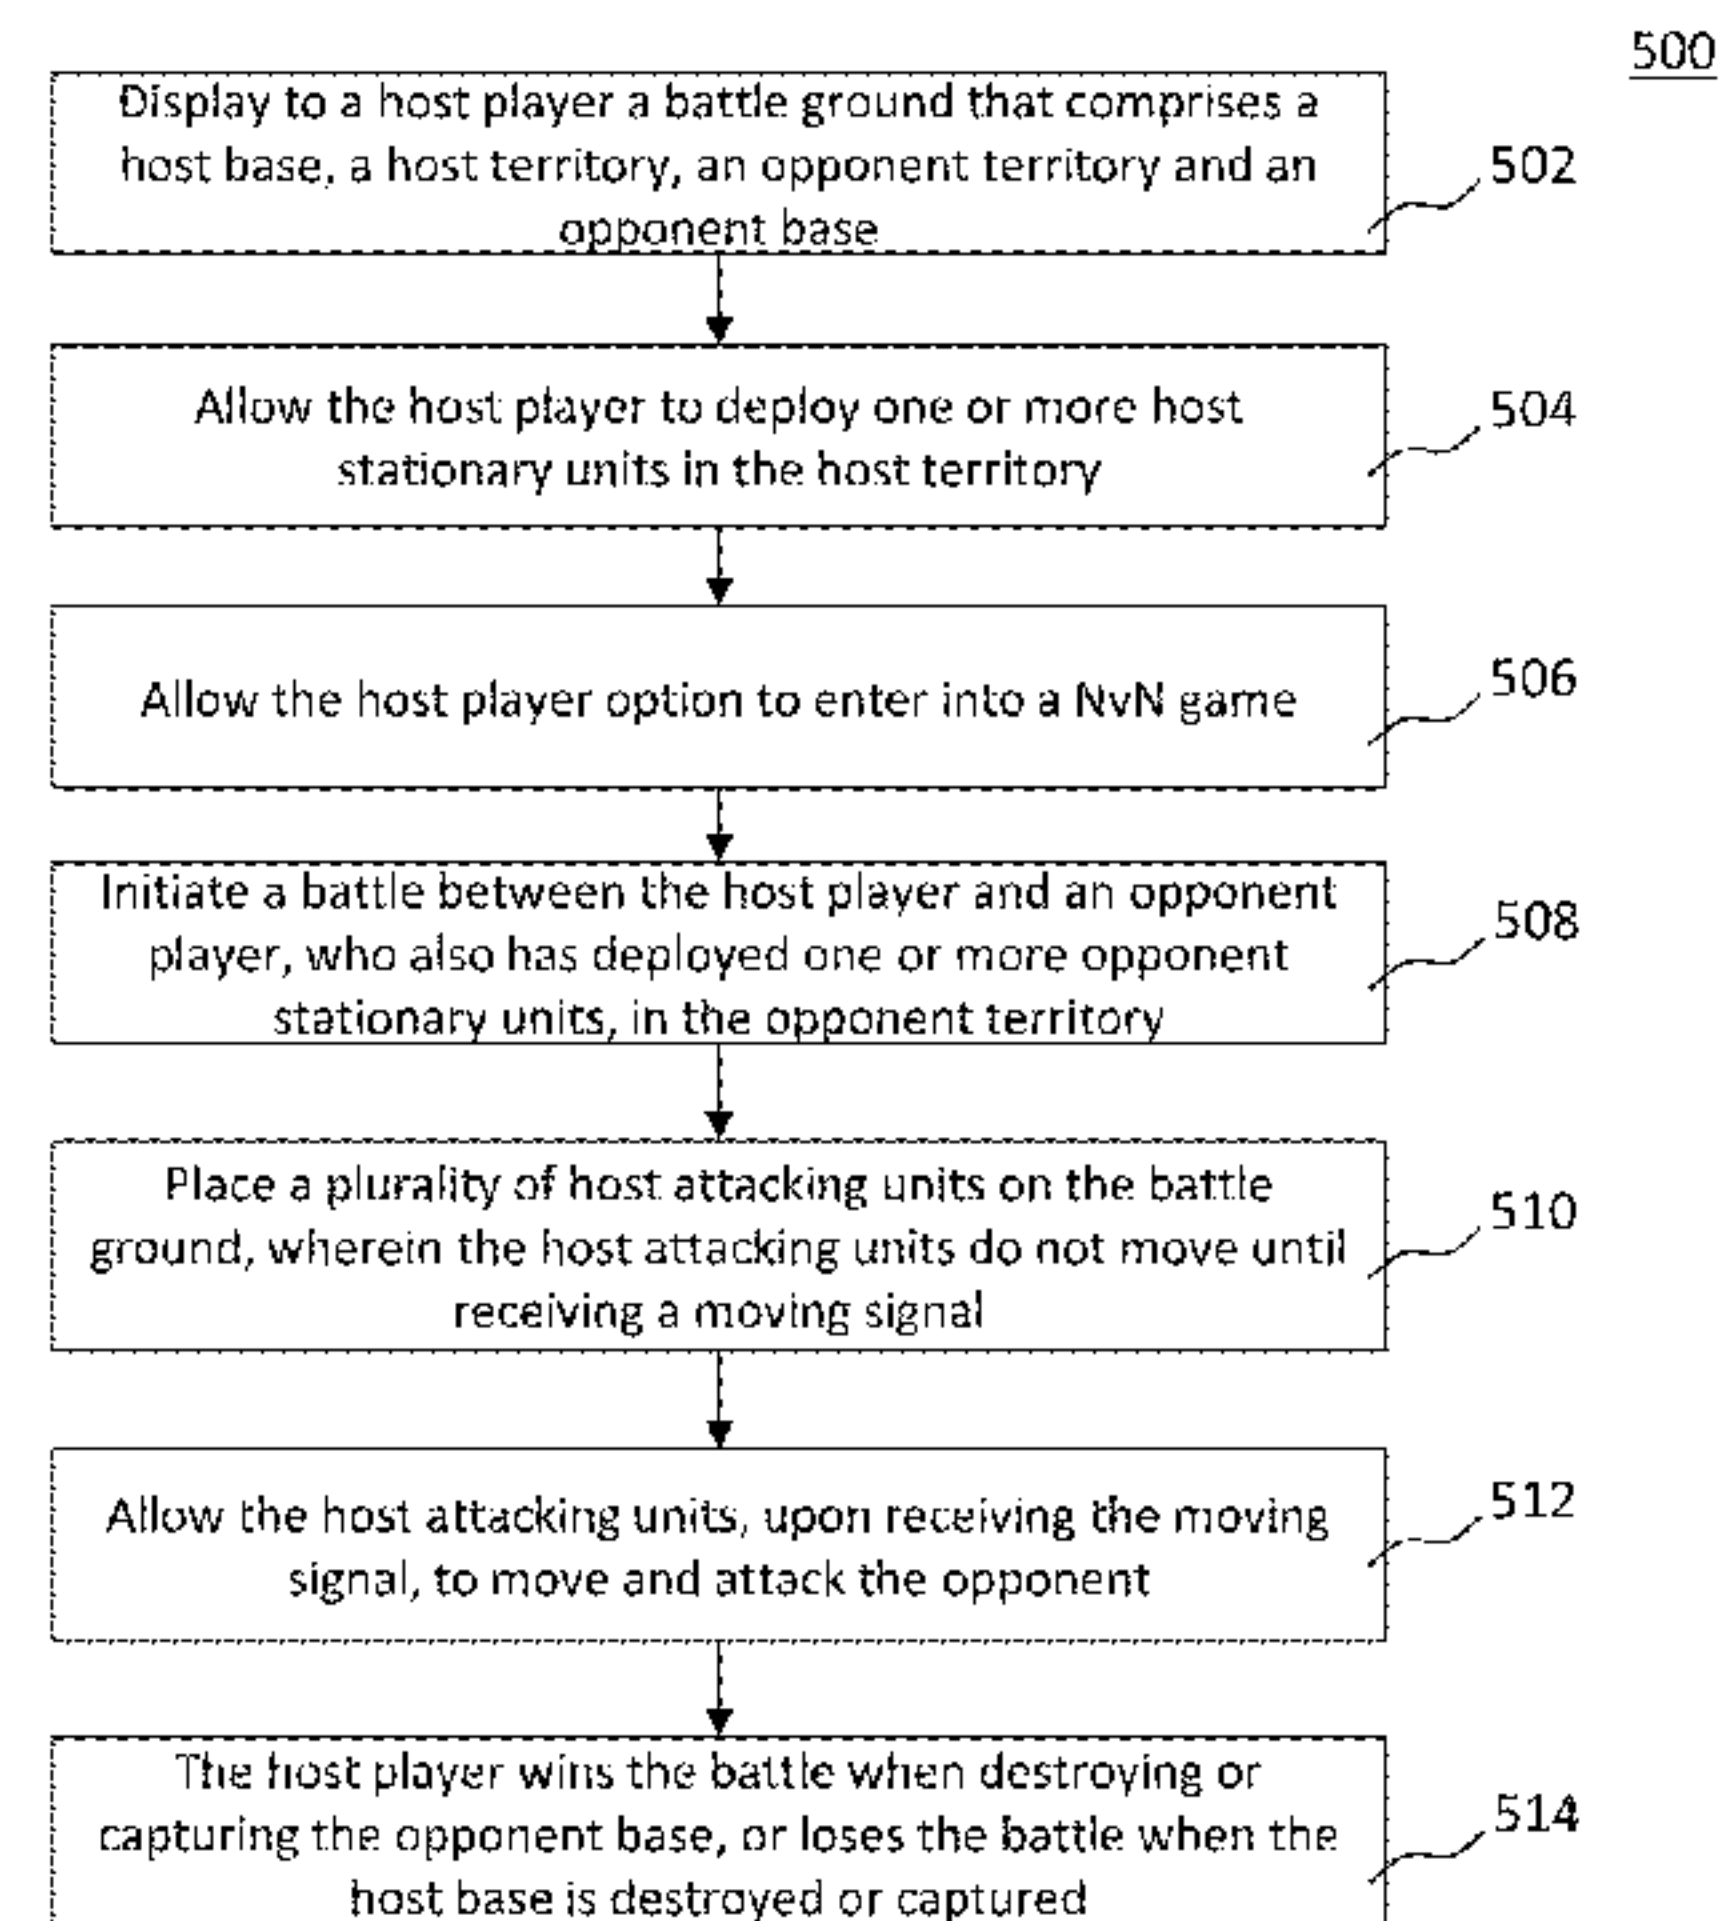 500
Display to a host player a battle ground that comprises a
host base, a host territory, an opponent territory and an
opponent base
502
Allow the host player to deploy one or more host
stationary units in the host territory
504
Allow the host player option to enter into a NvN game
506
Initiate a battle between the host player and an opponent
player, who also has deployed one or more opponent
stationary units, in the opponent territory
508
Place a plurality of host attacking units on the battle
ground, wherein the host attacking units do not move until
receiving a moving signal
510
Allow the host attacking units, upon receiving the moving
signal, to move and attack the opponent
512
The host player wins the battle when destroying or
capturing the opponent base, or loses the battle when the
host base is destroyed or captured
514